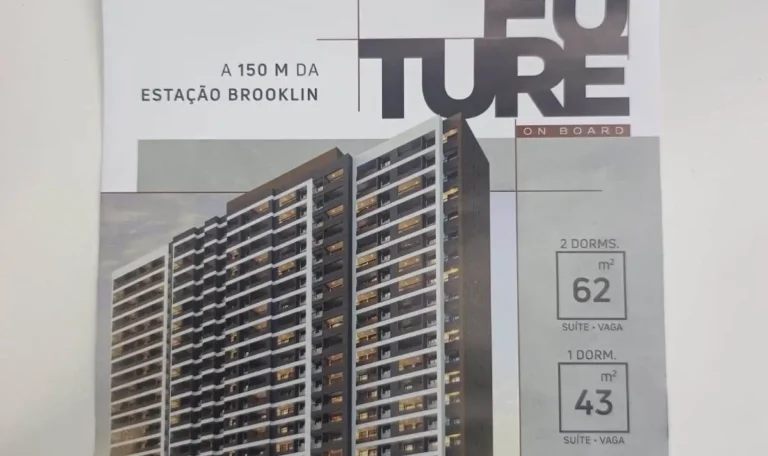 FU
TURE
ON BOARD
A 150 M DA
ESTAÇÃO BROOKLIN
2 DORMS.
m²
62
SUÍTE • VAGA
1 DORM.
m²
43
SUÍTE • VAGA